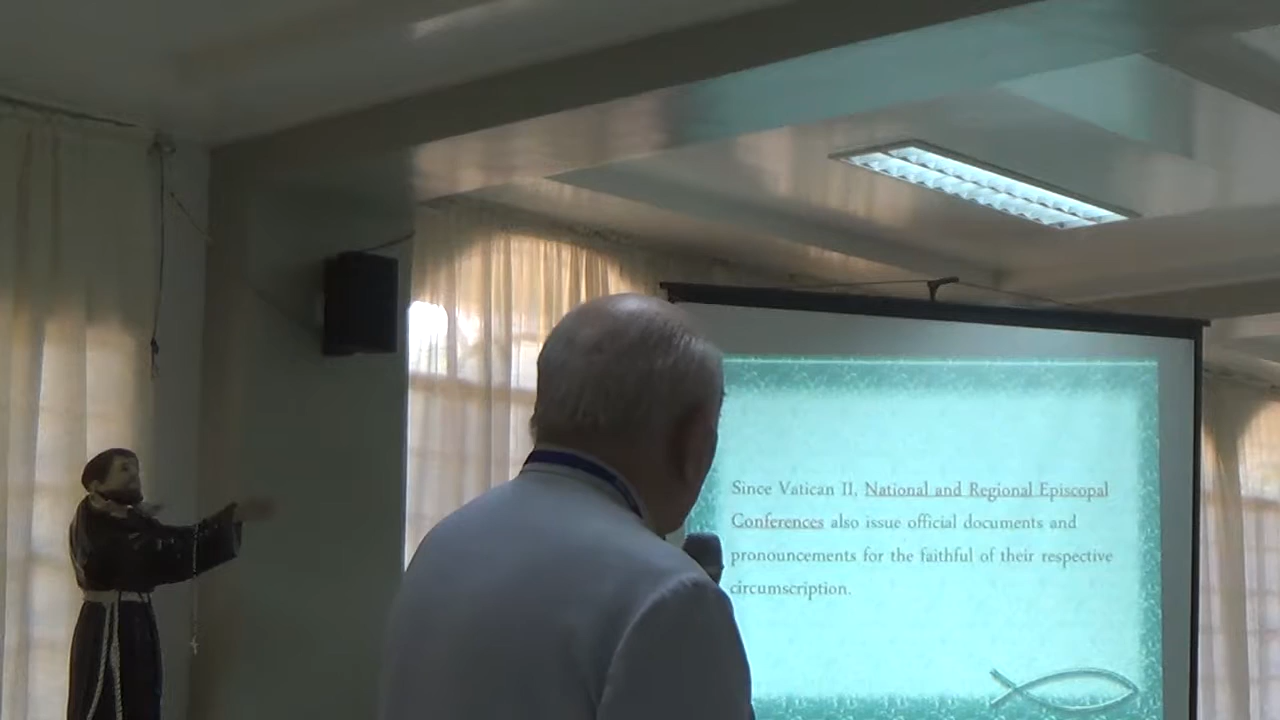 Since Vatican II, National and Regional Episcopal
Conferences also issue official documents and
pronouncements for the faithful of their respective
circumscription.